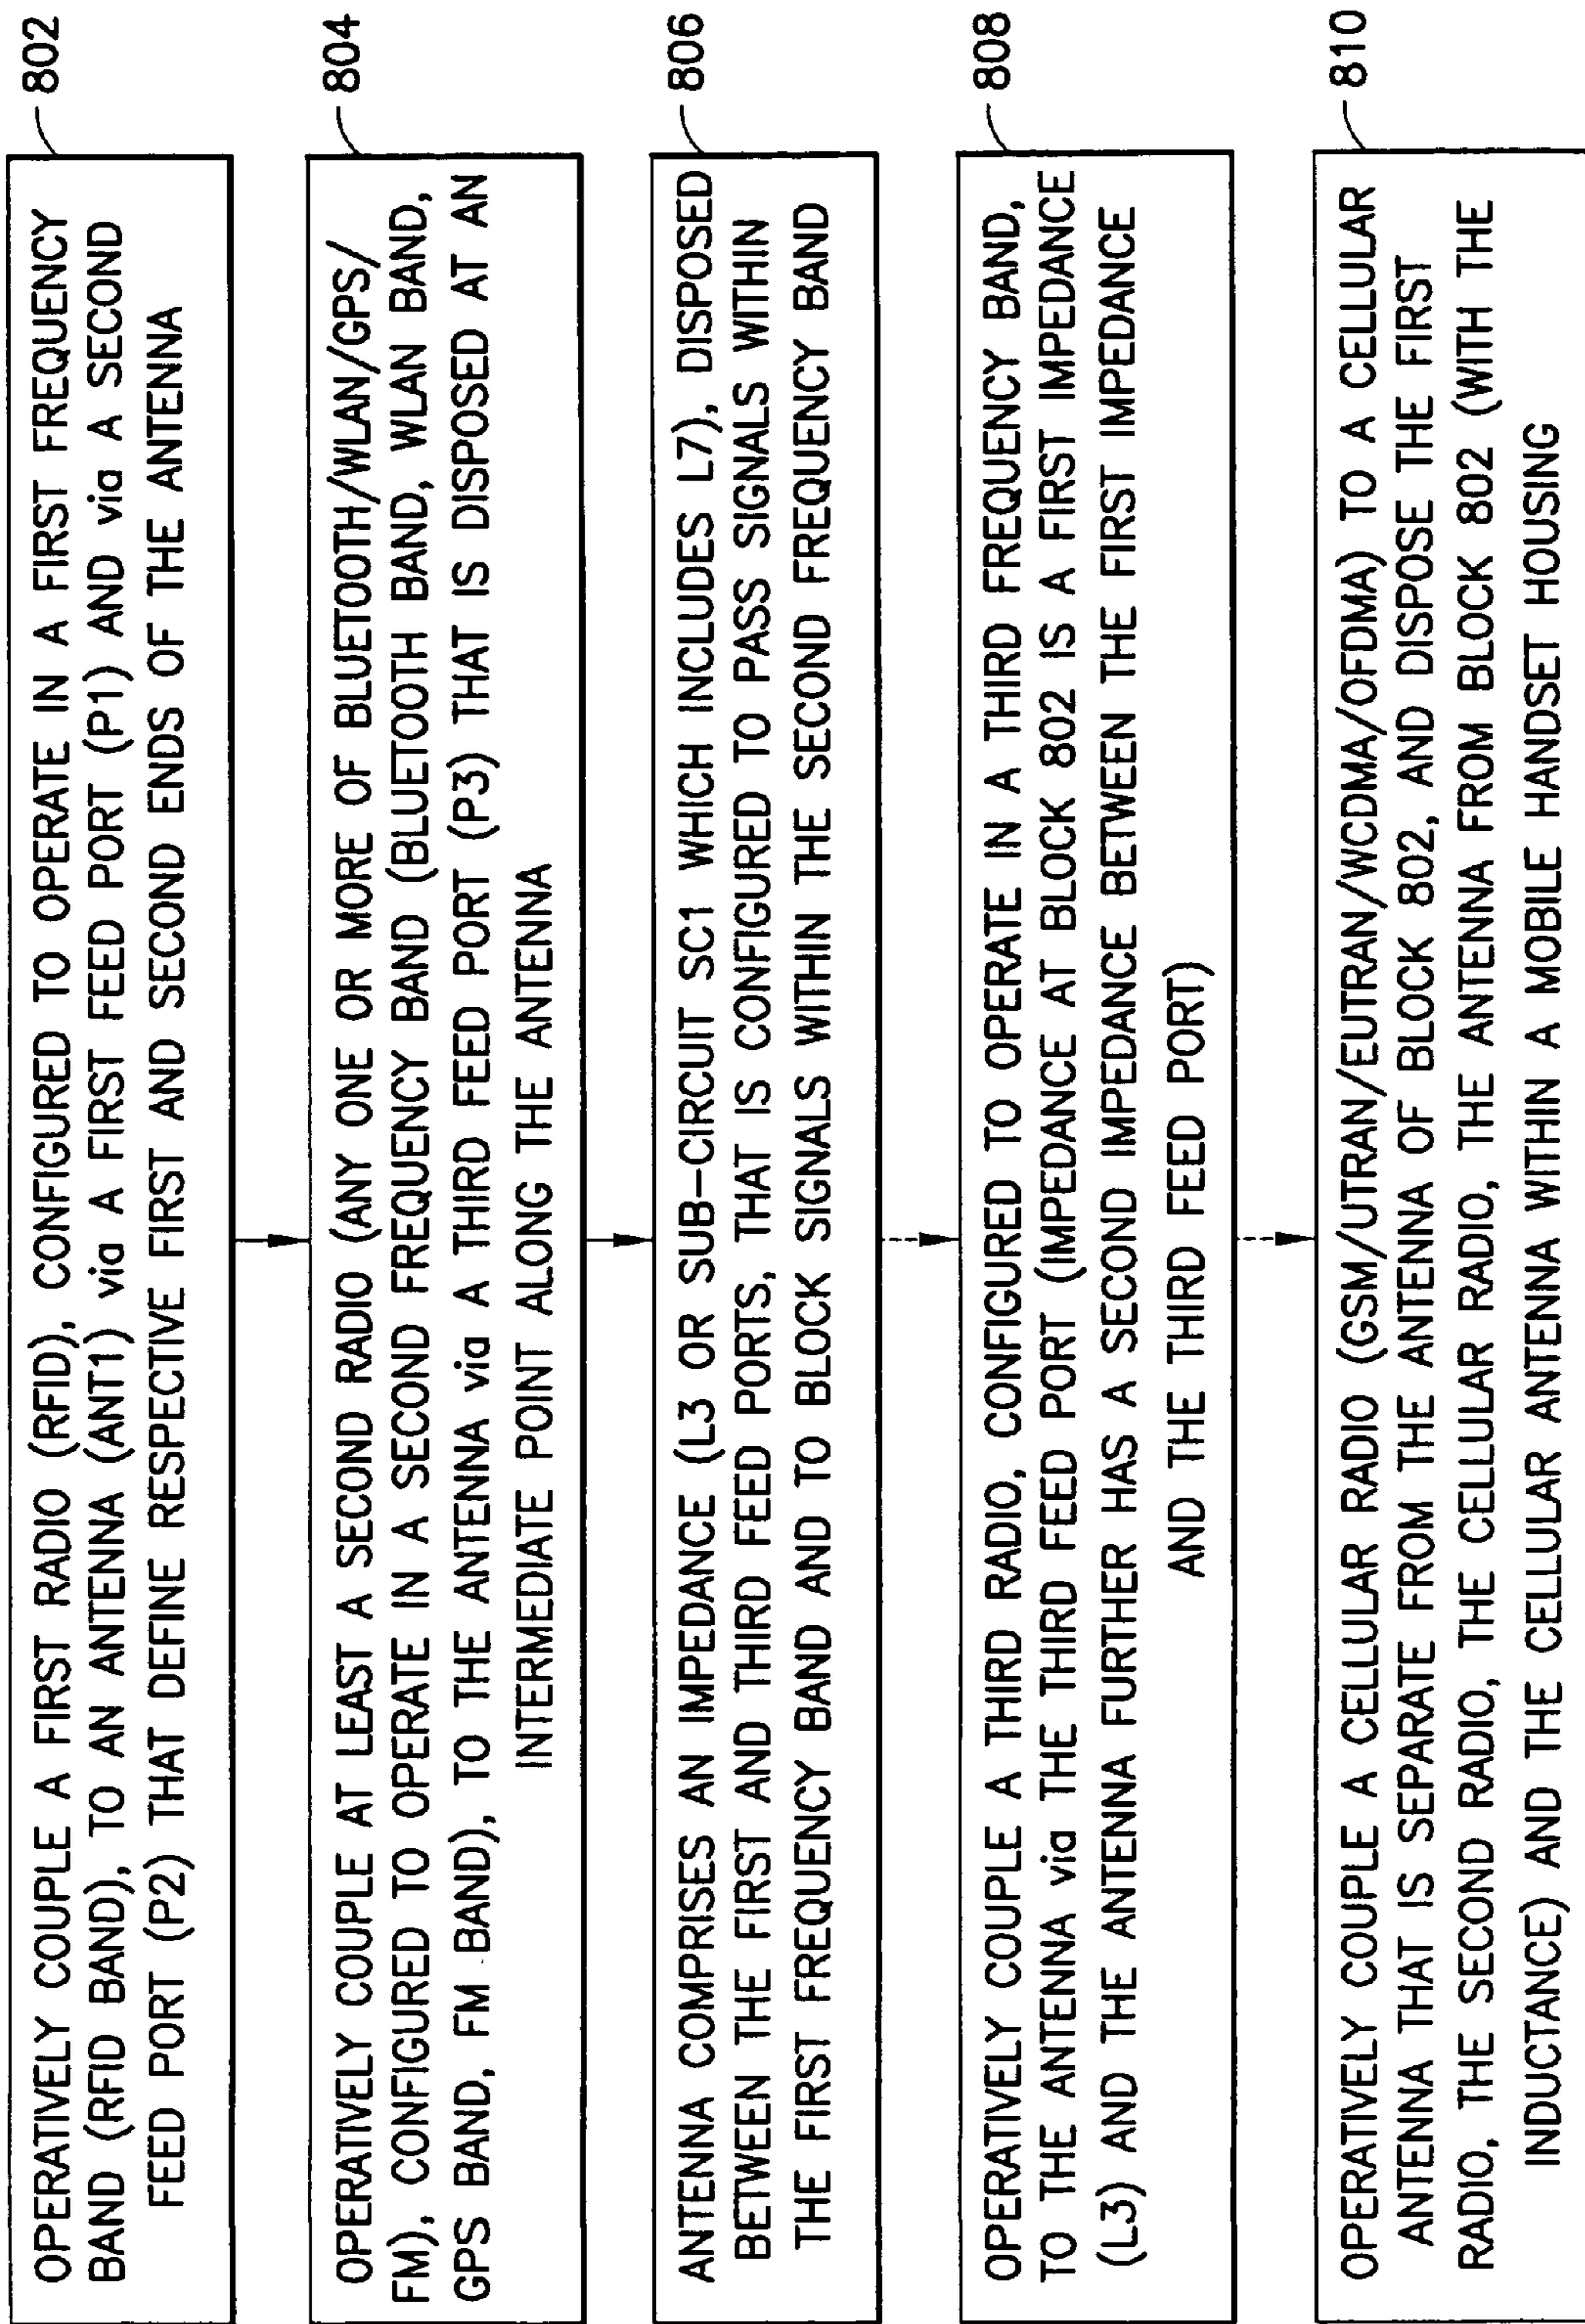 802
OPERATIVELY COUPLE A FIRST RADIO (RFID), CONFIGURED TO OPERATE IN A FIRST FREQUENCY
BAND (RFID BAND), TO AN ANTENNA (ANT1) via A FIRST FEED PORT (P1) AND via A SECOND
FEED PORT (P2) THAT DEFINE RESPECTIVE FIRST AND SECOND ENDS OF THE ANTENNA
804
OPERATIVELY COUPLE AT LEAST A SECOND RADIO (ANY ONE OR MORE OF BLUETOOTH/WLAN/GPS/
FM), CONFIGURED TO OPERATE IN A SECOND FREQUENCY BAND (BLUETOOTH BAND, WLAN BAND,
GPS BAND, FM BAND), TO THE ANTENNA via A THIRD FEED PORT (P3) THAT IS DISPOSED AT AN
INTERMEDIATE POINT ALONG THE ANTENNA
806
ANTENNA COMPRISES AN IMPEDANCE (L3 OR SUB-CIRCUIT SC1 WHICH INCLUDES L7), DISPOSED
BETWEEN THE FIRST AND THIRD FEED PORTS, THAT IS CONFIGURED TO PASS SIGNALS WITHIN
THE FIRST FREQUENCY BAND AND TO BLOCK SIGNALS WITHIN THE SECOND FREQUENCY BAND
808
OPERATIVELY COUPLE A THIRD RADIO, CONFIGURED TO OPERATE IN A THIRD FREQUENCY BAND,
TO THE ANTENNA via THE THIRD FEED PORT (IMPEDANCE AT BLOCK 802 IS A FIRST IMPEDANCE
(L3) AND THE ANTENNA FURTHER HAS A SECOND IMPEDANCE BETWEEN THE FIRST IMPEDANCE
AND THE THIRD FEED PORT)
810
OPERATIVELY COUPLE A CELLULAR RADIO (GSM/UTRAN/EUTRAN/WCDMA/OFDMA) TO A CELLULAR
ANTENNA THAT IS SEPARATE FROM THE ANTENNA OF BLOCK 802, AND DISPOSE THE FIRST
RADIO, THE SECOND RADIO, THE CELLULAR RADIO, THE ANTENNA FROM BLOCK 802 (WITH THE
INDUCTANCE) AND THE CELLULAR ANTENNA WITHIN A MOBILE HANDSET HOUSING